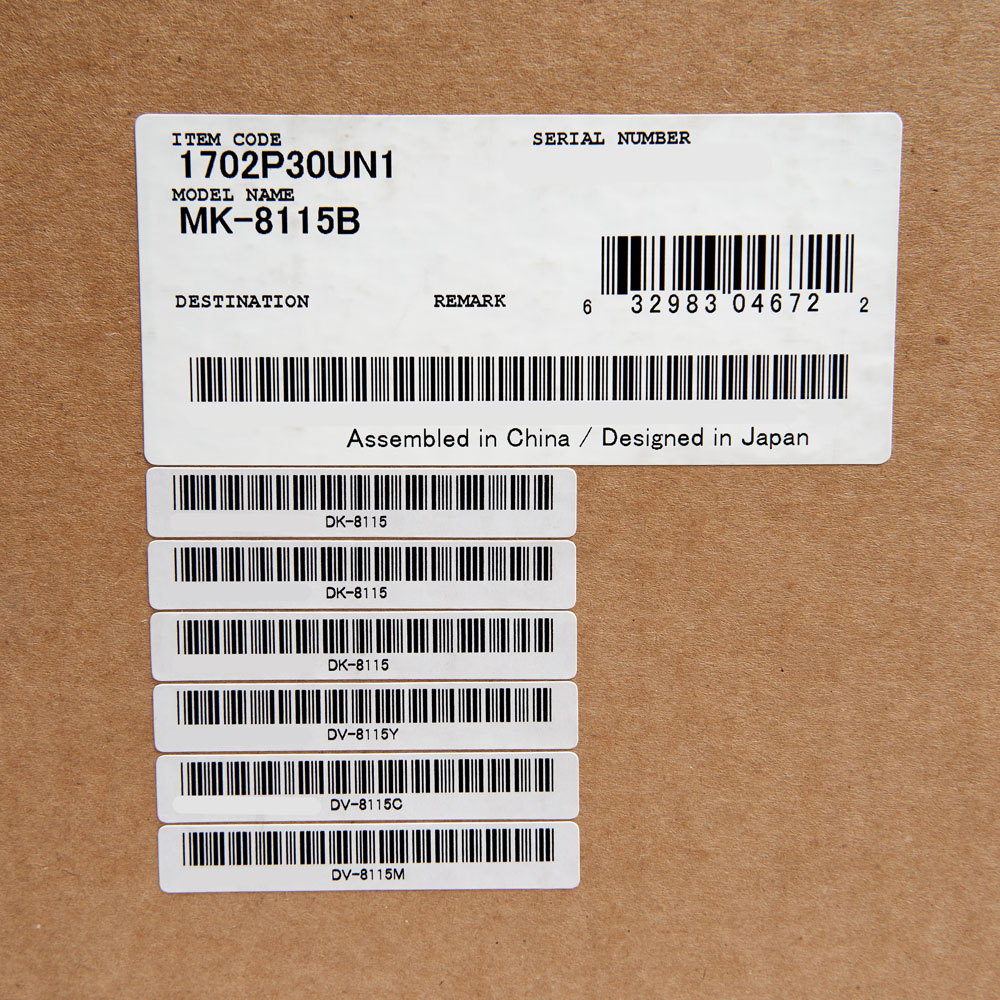 ITEM CODE SERIAL NUMBER
1702P30UN1
MODEL NAME
MK-8115B
DESTINATION REMARK 6 32983 04672 2
Assembled in China / Designed in Japan
DK-8115
DK-8115
DK-8115
DV-8115Y
DV-8115C
DV-8115M